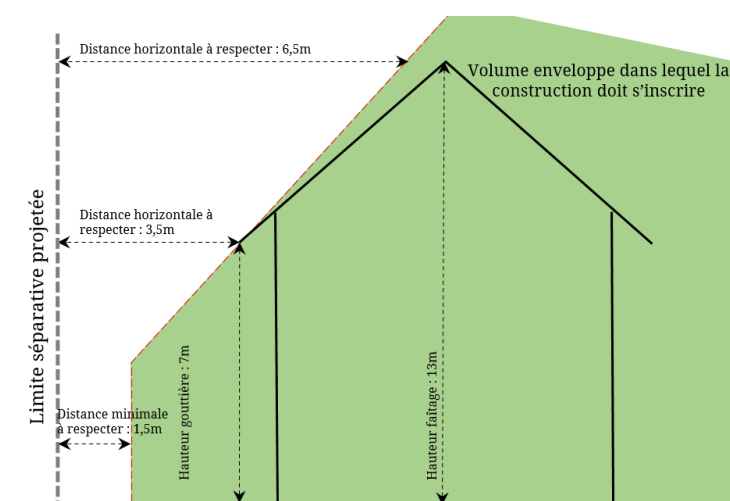 Distance horizontale à respecter : 6,5m
Volume enveloppe dans lequel la
construction doit s’inscrire
Distance horizontale à
respecter : 3,5m
Limite séparative projetée
Hauteur gouttière : 7m
Hauteur faîtage : 13m
Distance minimale
à respecter : 1,5m